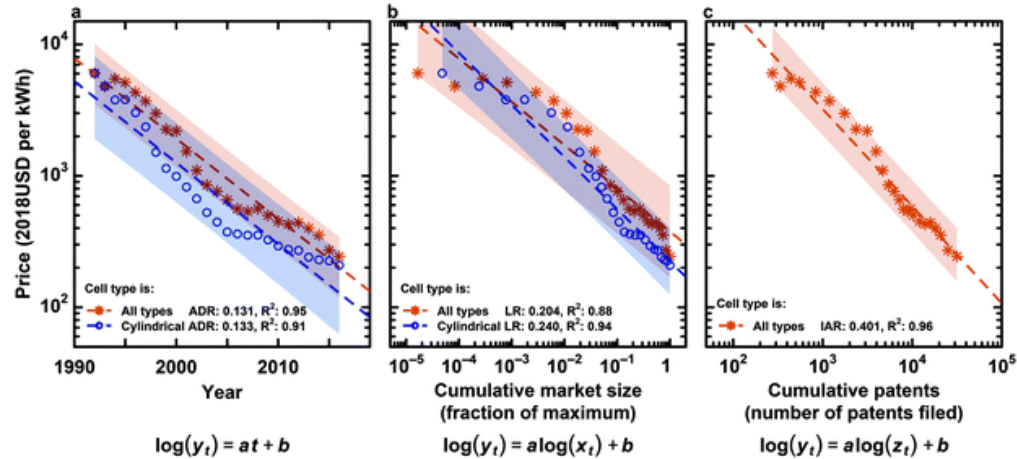 a
b
c
Price (2018USD per kWh)
10⁴
10³
10²
Cell type is:
All types ADR: 0.131, R²: 0.95
Cylindrical ADR: 0.133, R²: 0.91
1990 2000 2010
Year
log(yₜ) = at + b
Cell type is:
All types LR: 0.204, R²: 0.88
Cylindrical LR: 0.240, R²: 0.94
10⁻⁵ 10⁻⁴ 10⁻³ 10⁻² 10⁻¹ 1
Cumulative market size
(fraction of maximum)
log(yₜ) = alog(xₜ) + b
Cell type is:
All types IAR: 0.401, R²: 0.96
10² 10³ 10⁴ 10⁵
Cumulative patents
(number of patents filed)
log(yₜ) = alog(zₜ) + b